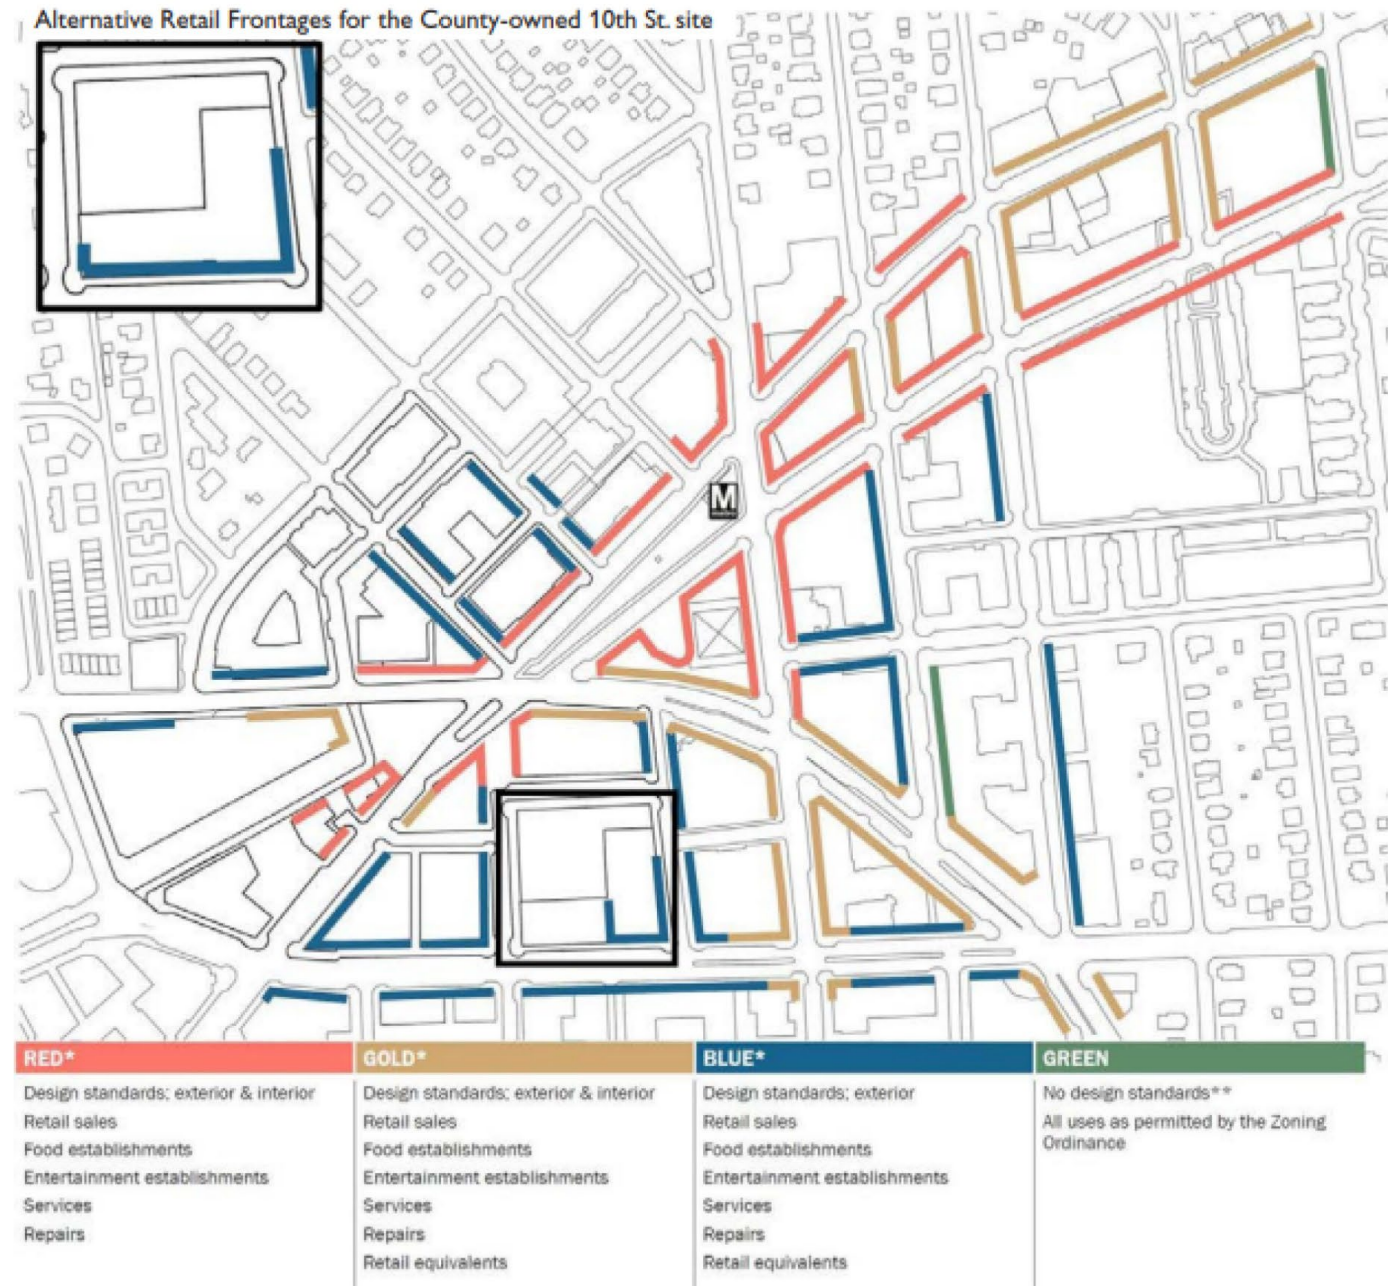 Alternative Retail Frontages for the County-owned 10th St. site
M
RED*
Design standards; exterior & interior
Retail sales
Food establishments
Entertainment establishments
Services
Repairs
GOLD*
Design standards; exterior & interior
Retail sales
Food establishments
Entertainment establishments
Services
Repairs
Retail equivalents
BLUE*
Design standards; exterior
Retail sales
Food establishments
Entertainment establishments
Services
Repairs
Retail equivalents
GREEN
No design standards**
All uses as permitted by the Zoning
Ordinance